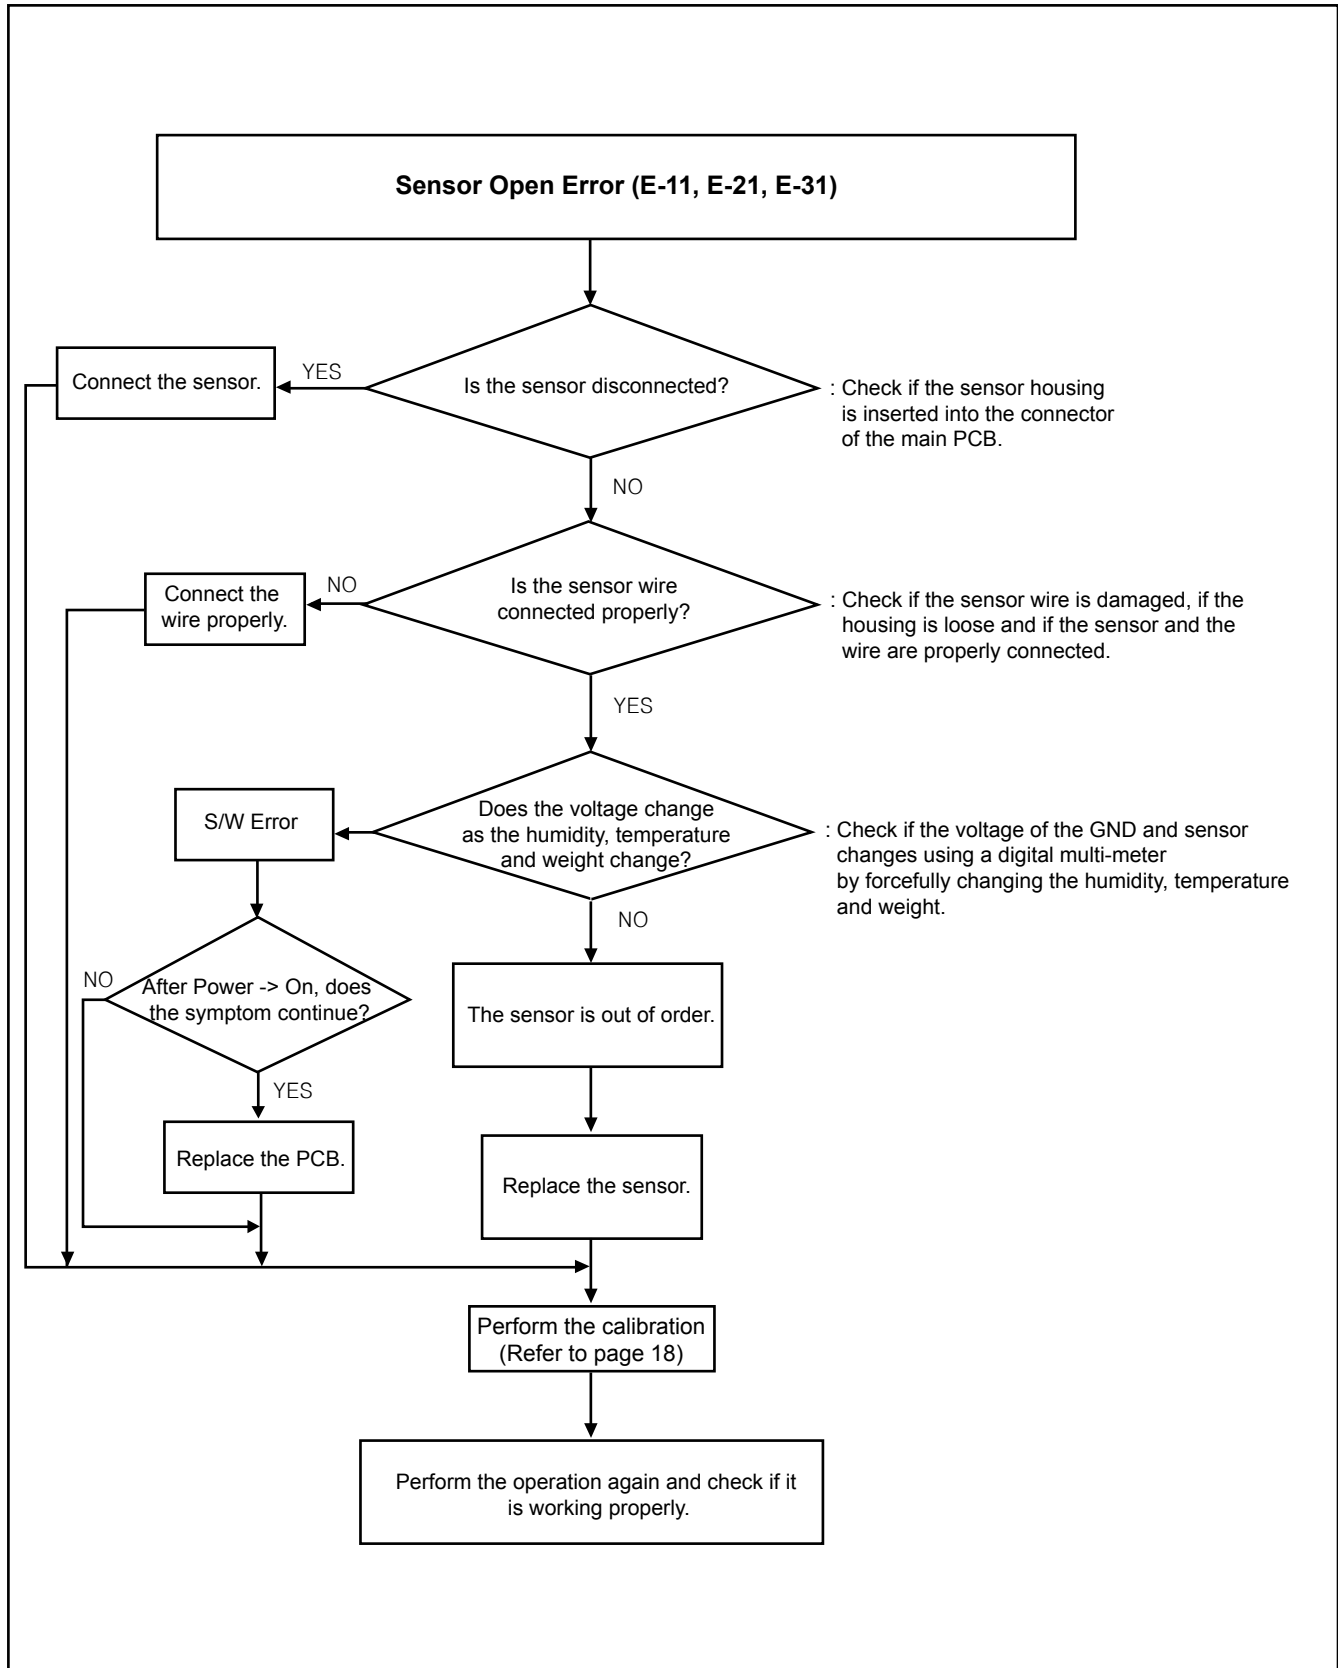 Sensor Open Error (E-11, E-21, E-31)
Is the sensor disconnected?
YES
Connect the sensor.
: Check if the sensor housing
is inserted into the connector
of the main PCB.
NO
Is the sensor wire
connected properly?
NO
Connect the
wire properly.
: Check if the sensor wire is damaged, if the
housing is loose and if the sensor and the
wire are properly connected.
YES
Does the voltage change
as the humidity, temperature
and weight change?
S/W Error
: Check if the voltage of the GND and sensor
changes using a digital multi-meter
by forcefully changing the humidity, temperature
and weight.
NO
NO
After Power -> On, does
the symptom continue?
The sensor is out of order.
YES
Replace the PCB.
Replace the sensor.
Perform the calibration
(Refer to page 18)
Perform the operation again and check if it
is working properly.